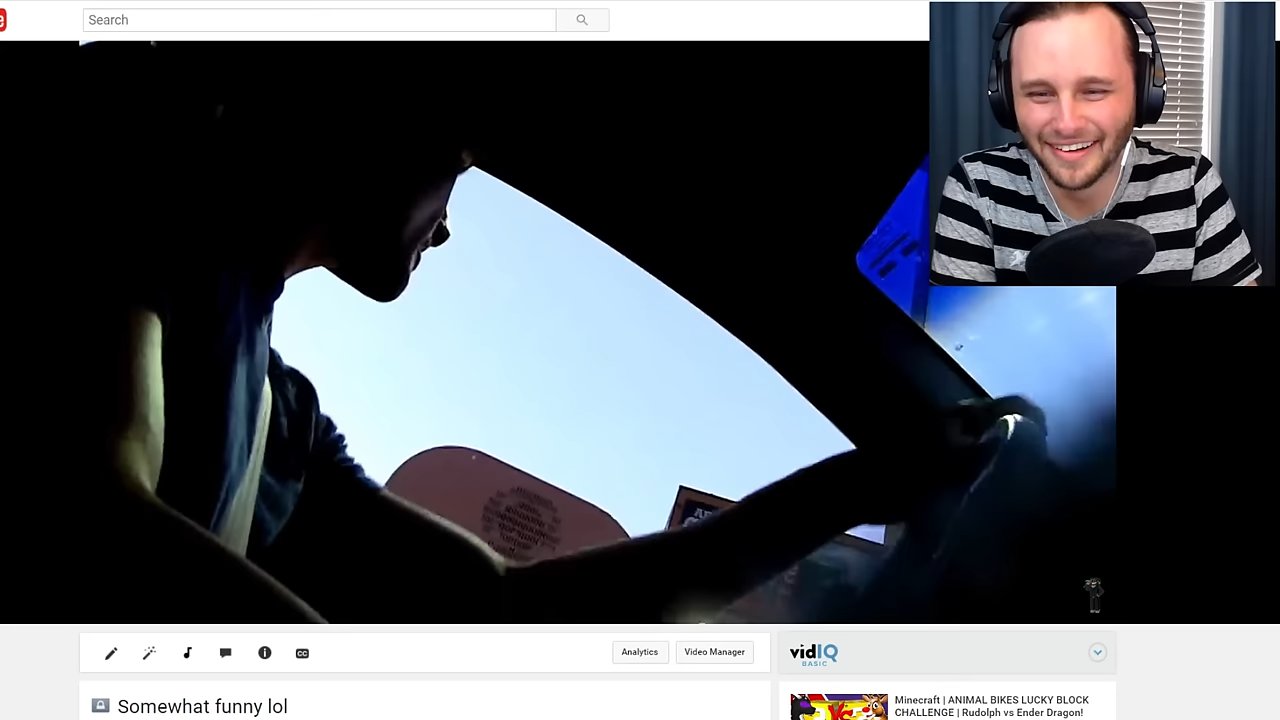 Search
Analytics
Video Manager
vidIQ
BASIC
Somewhat funny lol
Minecraft | ANIMAL BIKES LUCKY BLOCK
CHALLENGE | Rudolph vs Ender Dragon!